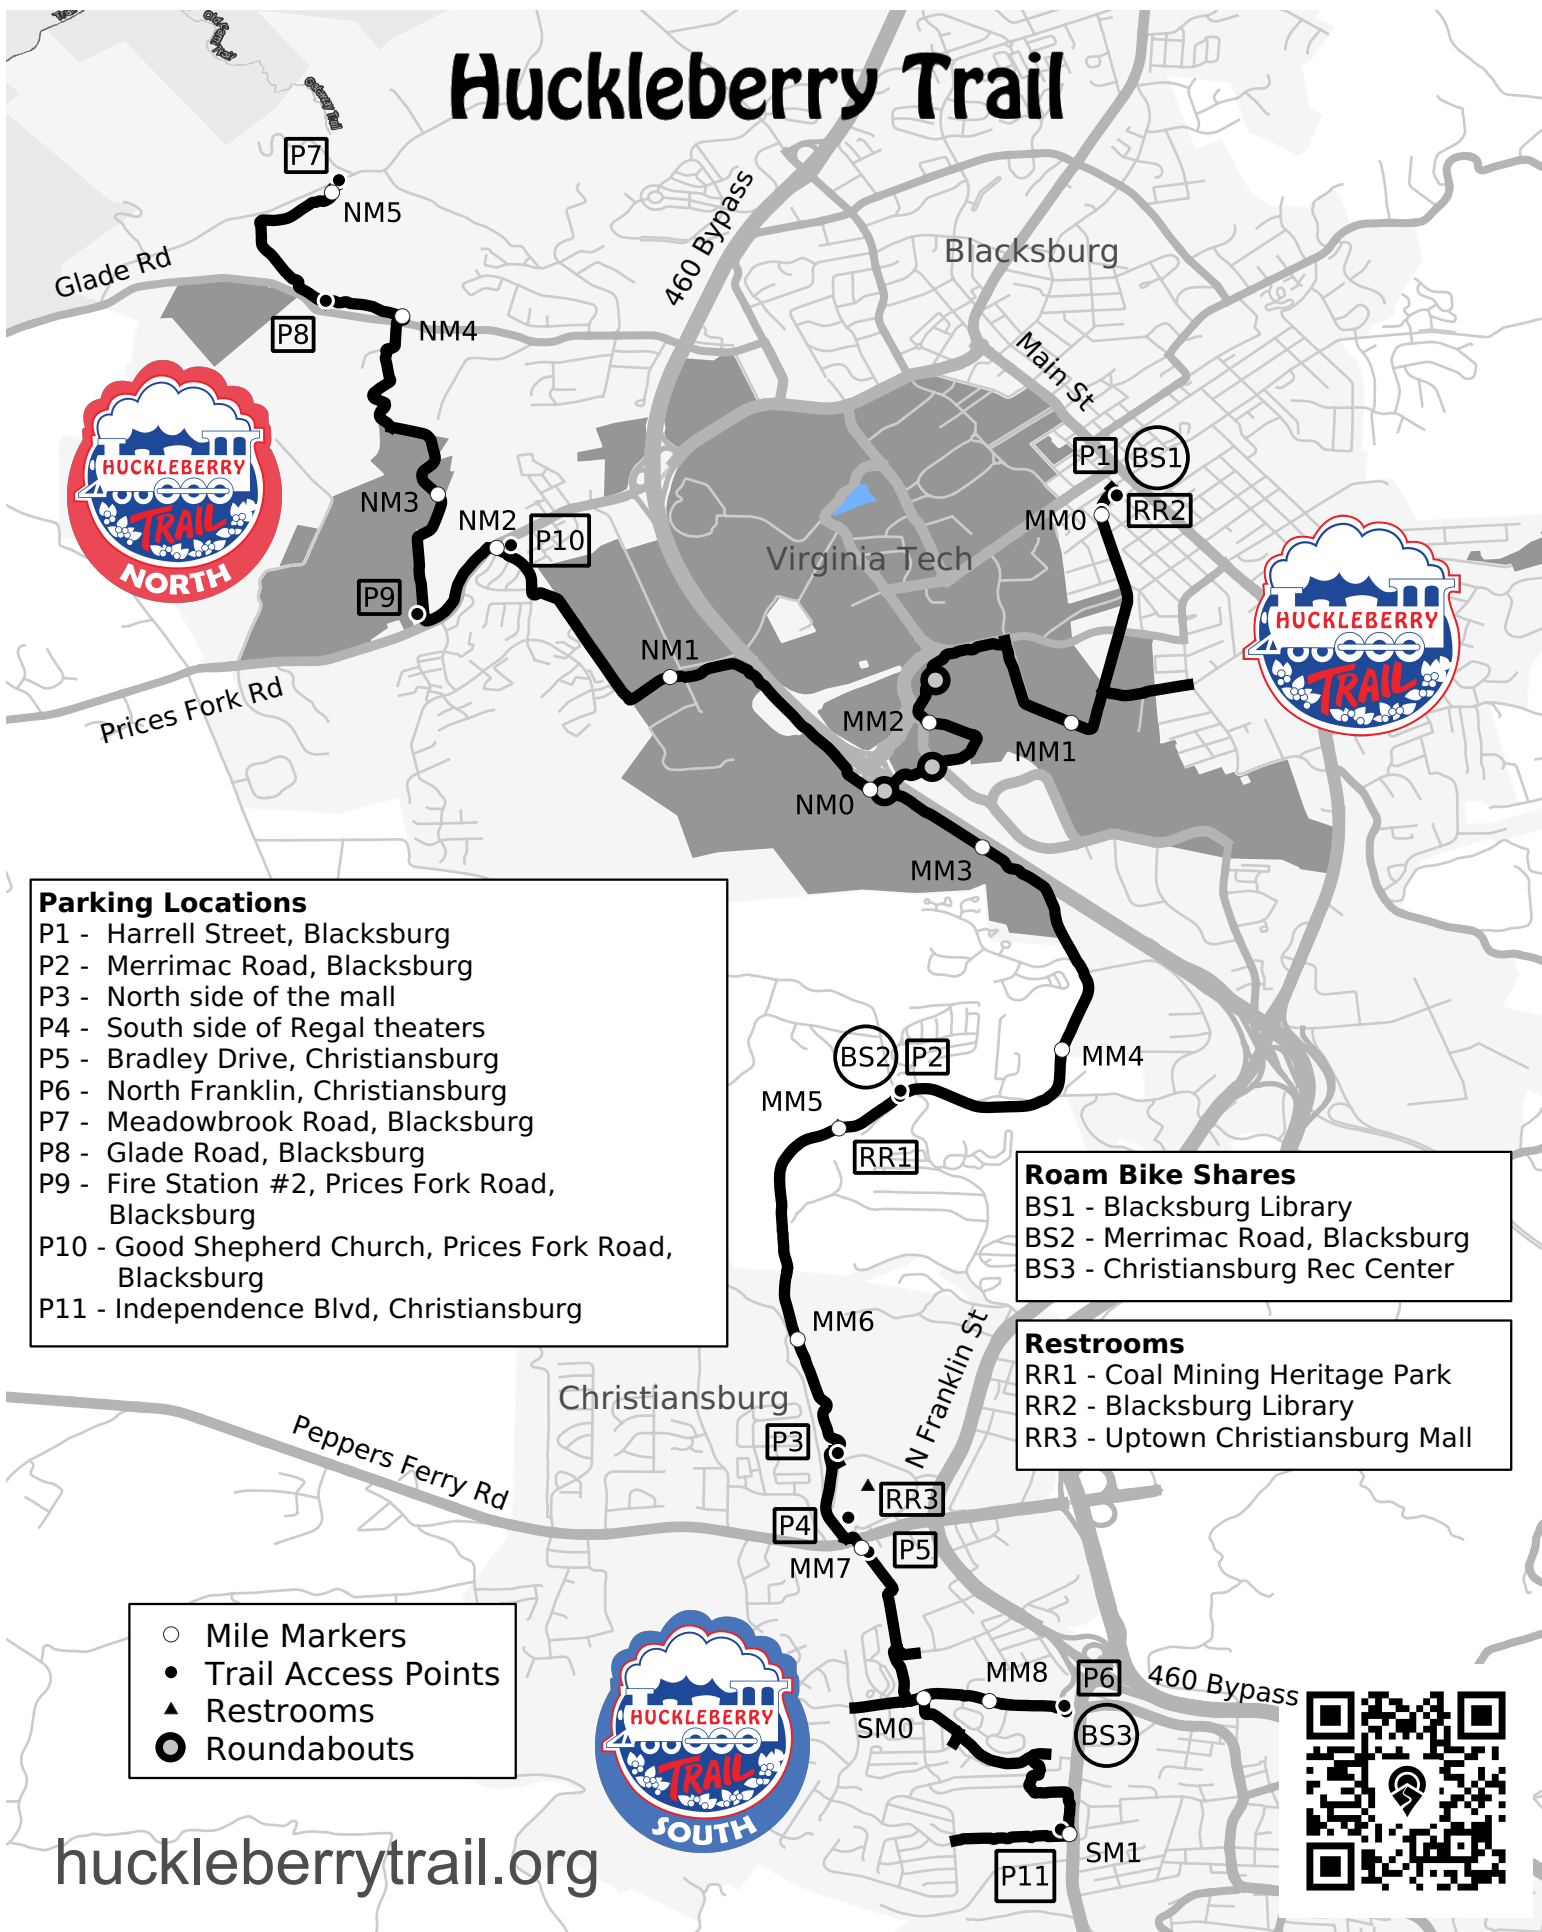 Huckleberry Trail
Gateway Trail
P7
NM5
Glade Rd
460 Bypass
Blacksburg
P8
NM4
Main St
HUCKLEBERRY
TRAIL
NORTH
NM3
NM2
P10
P9
P1
BS1
MM0
RR2
Virginia Tech
HUCKLEBERRY
TRAIL
NM1
Prices Fork Rd
MM2
MM1
NM0
MM3
Parking Locations
P1 - Harrell Street, Blacksburg
P2 - Merrimac Road, Blacksburg
P3 - North side of the mall
P4 - South side of Regal theaters
P5 - Bradley Drive, Christiansburg
P6 - North Franklin, Christiansburg
P7 - Meadowbrook Road, Blacksburg
P8 - Glade Road, Blacksburg
P9 - Fire Station #2, Prices Fork Road,
Blacksburg
P10 - Good Shepherd Church, Prices Fork Road,
Blacksburg
P11 - Independence Blvd, Christiansburg
BS2
P2
MM4
MM5
RR1
Roam Bike Shares
BS1 - Blacksburg Library
BS2 - Merrimac Road, Blacksburg
BS3 - Christiansburg Rec Center
MM6
Restrooms
RR1 - Coal Mining Heritage Park
RR2 - Blacksburg Library
RR3 - Uptown Christiansburg Mall
Christiansburg
N Franklin St
Peppers Ferry Rd
P3
RR3
P4
P5
MM7
Mile Markers
Trail Access Points
Restrooms
Roundabouts
HUCKLEBERRY
TRAIL
SOUTH
MM8
P6
460 Bypass
SM0
BS3
SM1
P11
huckleberrytrail.org